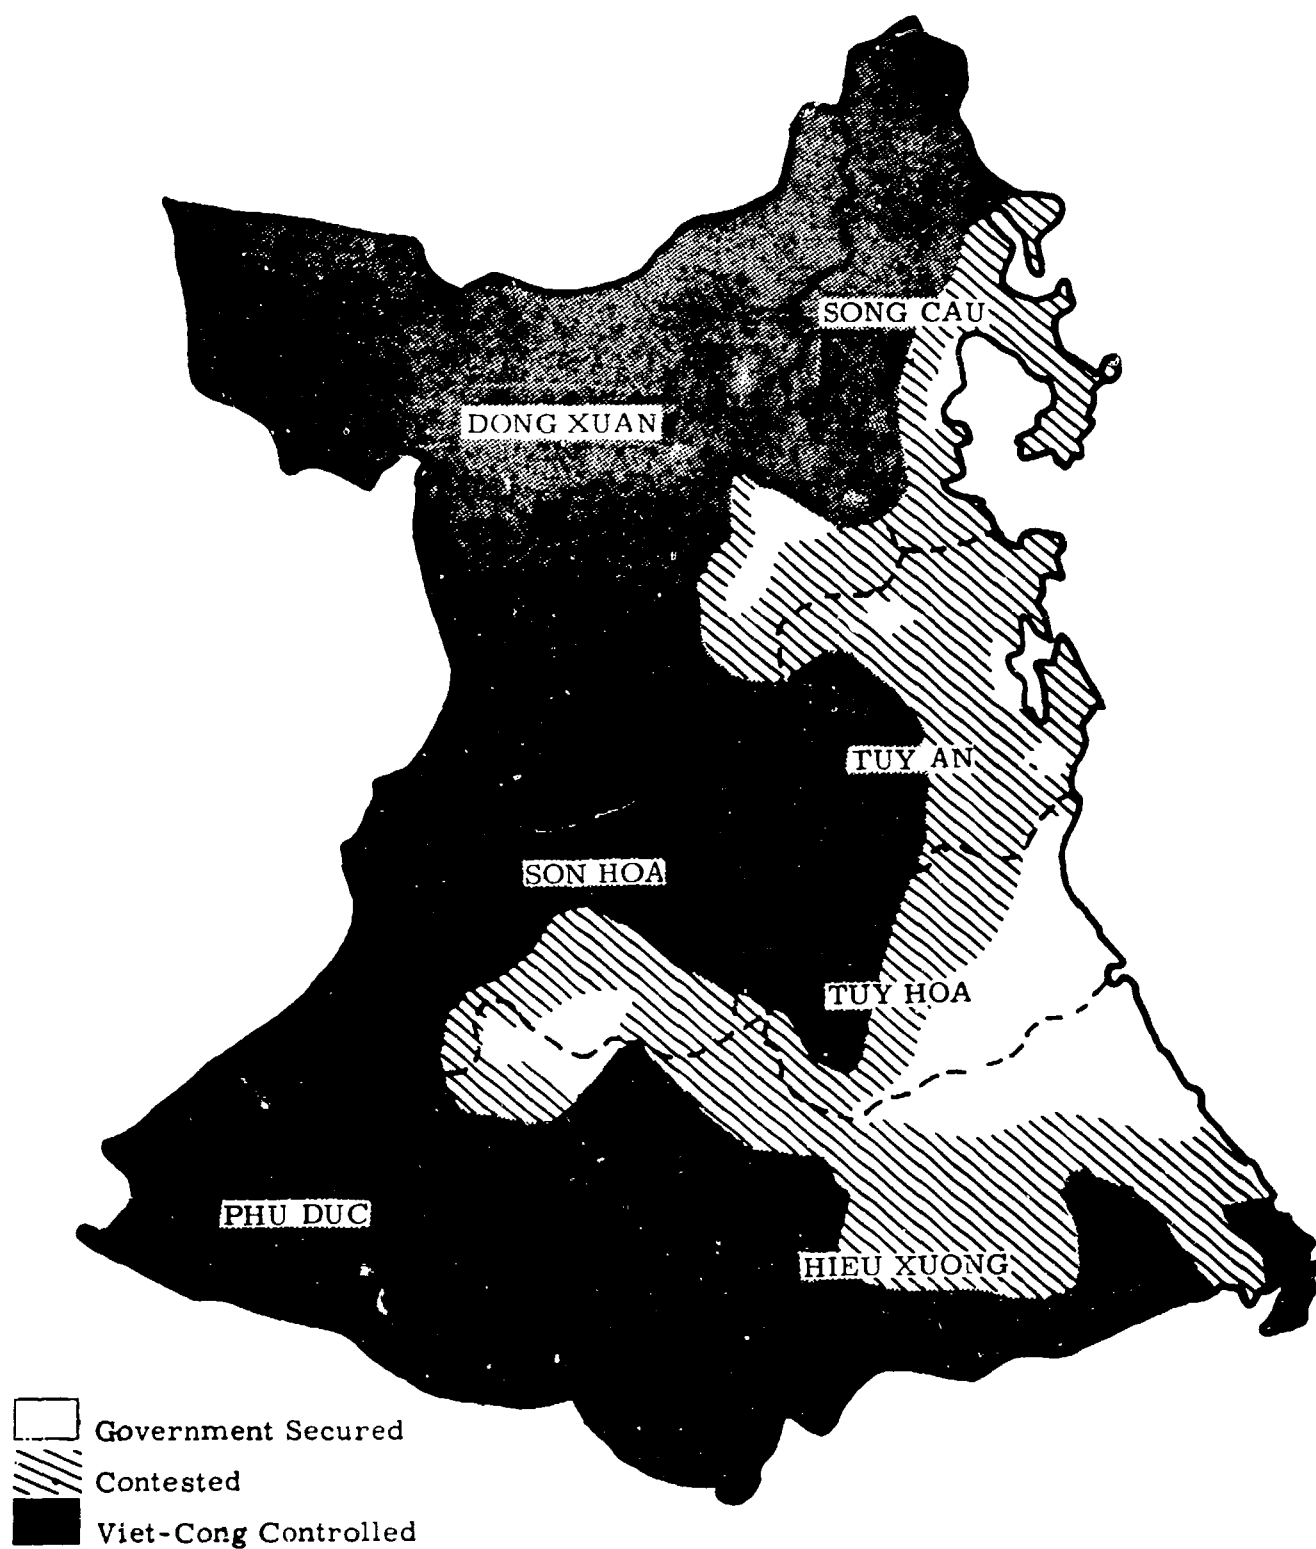 SONG CAU
DONG XUAN
TUY AN
SON HOA
TUY HOA
PHU DUC
HIEU XUONG
Government Secured
Contested
Viet-Cong Controlled